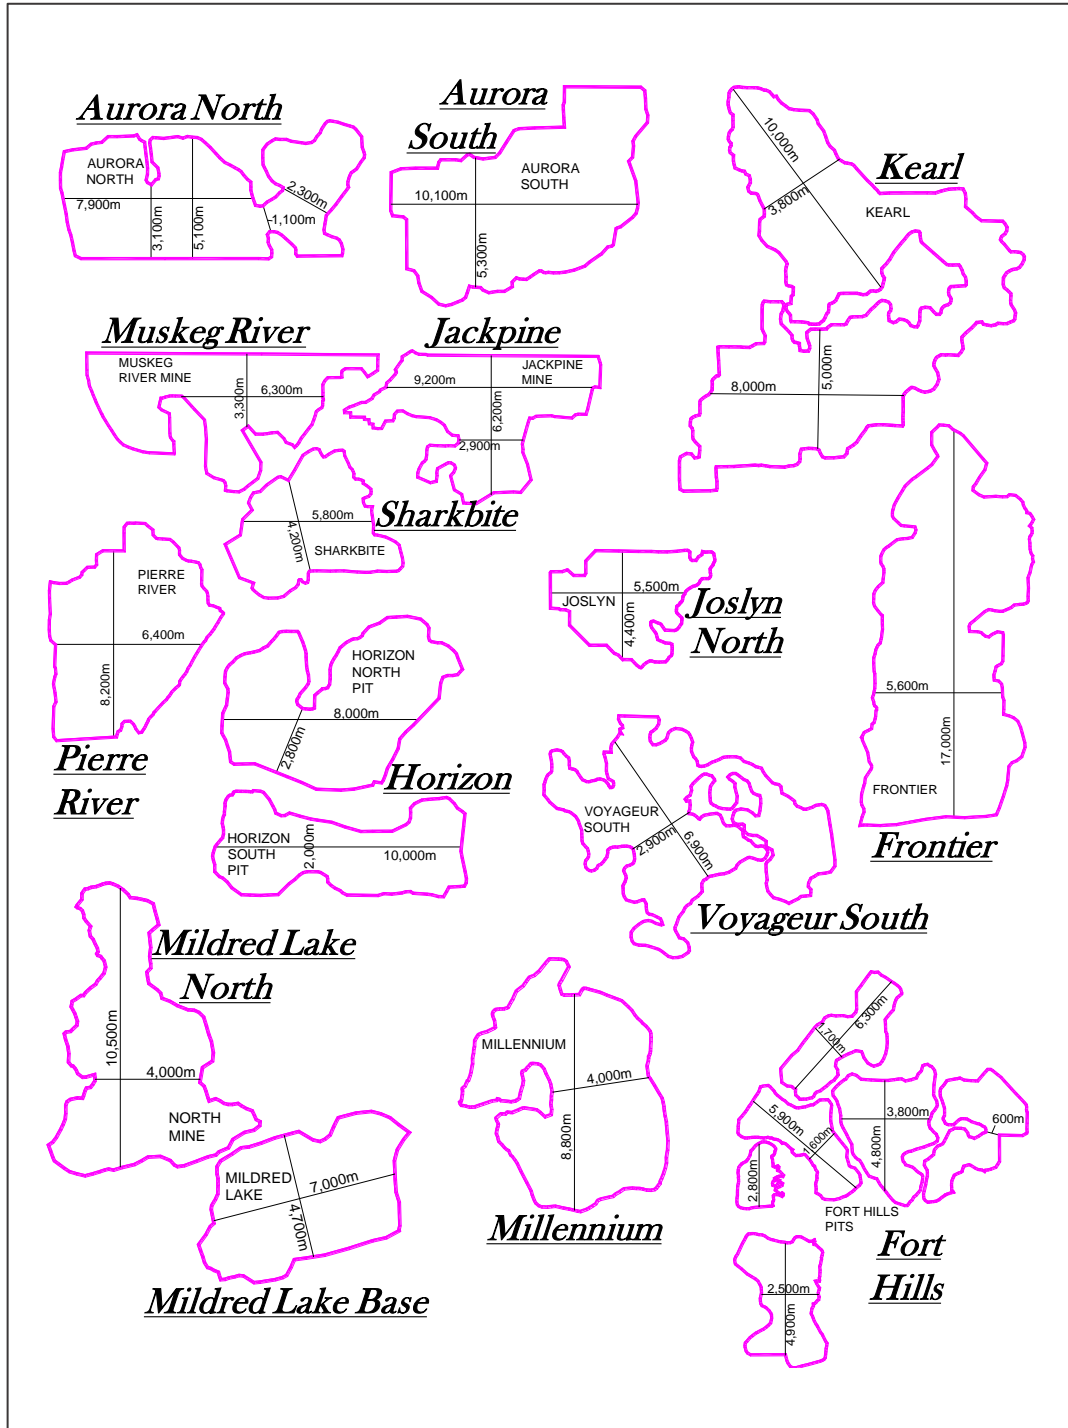 Aurora North
AURORA
NORTH
7,900m
3,100m
5,100m
2,300m
1,100m
Aurora
South
AURORA
SOUTH
10,100m
5,300m
Kearl
10,000m
3,800m
KEARL
8,000m
5,000m
Muskeg River
MUSKEG
RIVER MINE
6,300m
3,300m
Jackpine
JACKPINE
MINE
9,200m
6,200m
2,900m
Sharkbite
5,800m
4,200m
SHARKBITE
PIERRE
RIVER
6,400m
8,200m
Pierre
River
HORIZON
NORTH
PIT
8,000m
2,800m
Horizon
HORIZON
SOUTH
PIT
2,000m
10,000m
5,500m
JOSLYN
4,400m
Joslyn
North
5,600m
17,000m
FRONTIER
Frontier
VOYAGEUR
SOUTH
2,900m
6,900m
Voyageur South
Mildred Lake
North
10,500m
4,000m
NORTH
MINE
MILDRED
LAKE
7,000m
4,700m
Mildred Lake Base
MILLENNIUM
4,000m
8,800m
Millennium
6,300m
1,700m
5,900m
1,600m
3,800m
4,800m
600m
2,800m
FORT HILLS
PITS
Fort
Hills
2,500m
4,900m